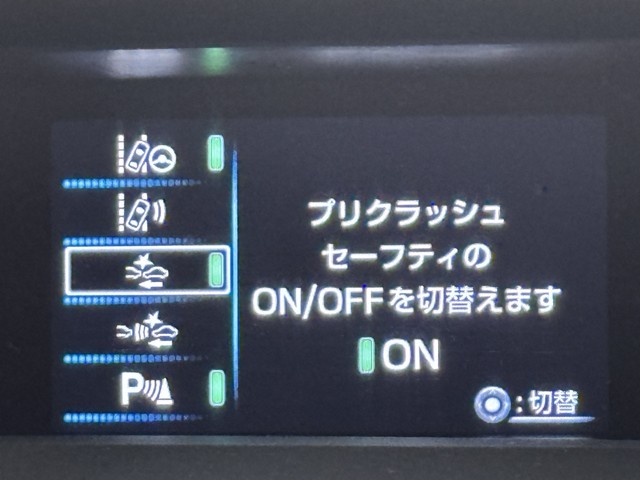 プリクラッシュ
セーフティの
ON/OFFを切替えます
ON
P
:切替